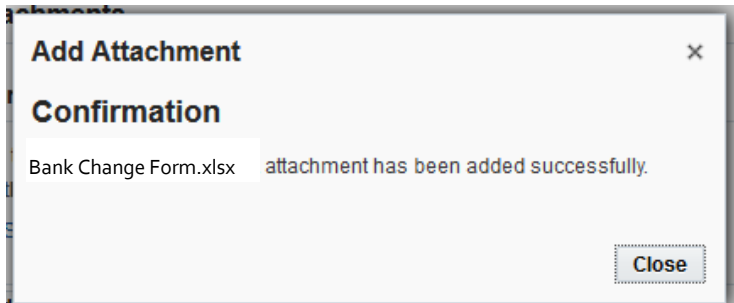 Add Attachment ×
Confirmation
Bank Change Form.xlsx attachment has been added successfully.
Close